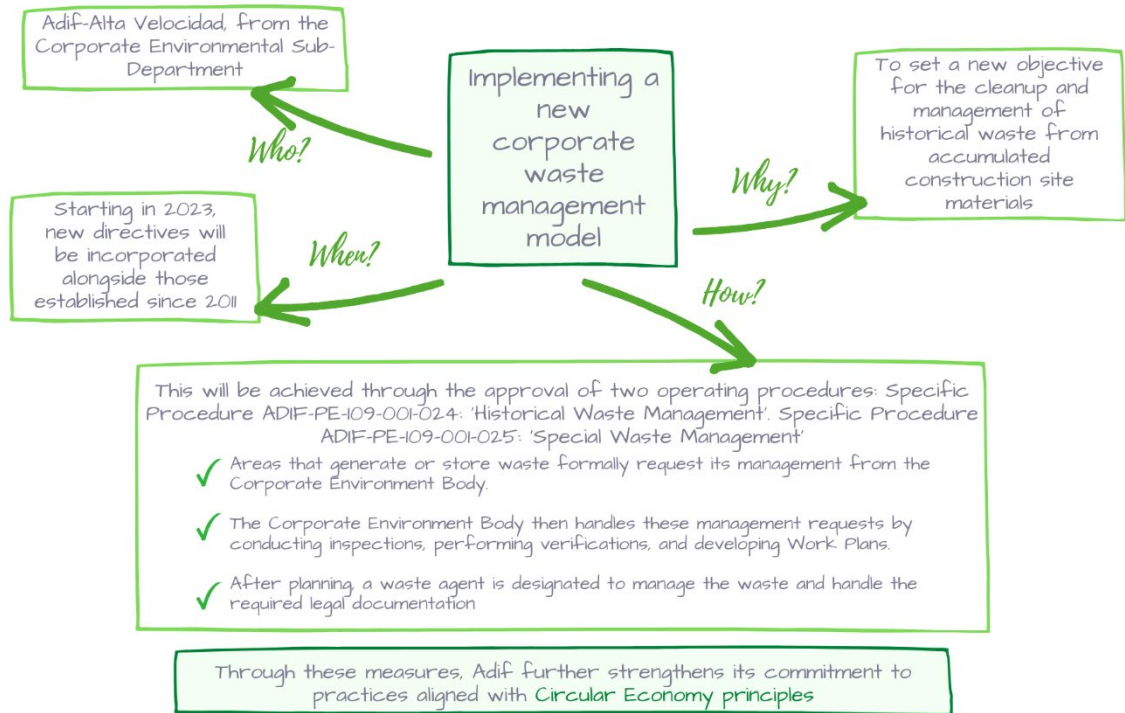 Adif-Alta Velocidad, from the
Corporate Environmental Sub-
Department
Implementing a
new
corporate
waste
management
model
To set a new objective
for the cleanup and
management of
historical waste from
accumulated
construction site
materials
Who?
Why?
Starting in 2023,
new directives will
be incorporated
alongside those
established since 2011
When?
How?
This will be achieved through the approval of two operating procedures: Specific
Procedure ADIF-PE-109-001-024: 'Historical Waste Management'. Specific Procedure
ADIF-PE-109-001-025: 'Special Waste Management'
Areas that generate or store waste formally request its management from the
Corporate Environment Body.
The Corporate Environment Body then handles these management requests by
conducting inspections, performing verifications, and developing Work Plans.
After planning, a waste agent is designated to manage the waste and handle the
required legal documentation
Through these measures, Adif further strengthens its commitment to
practices aligned with Circular Economy principles